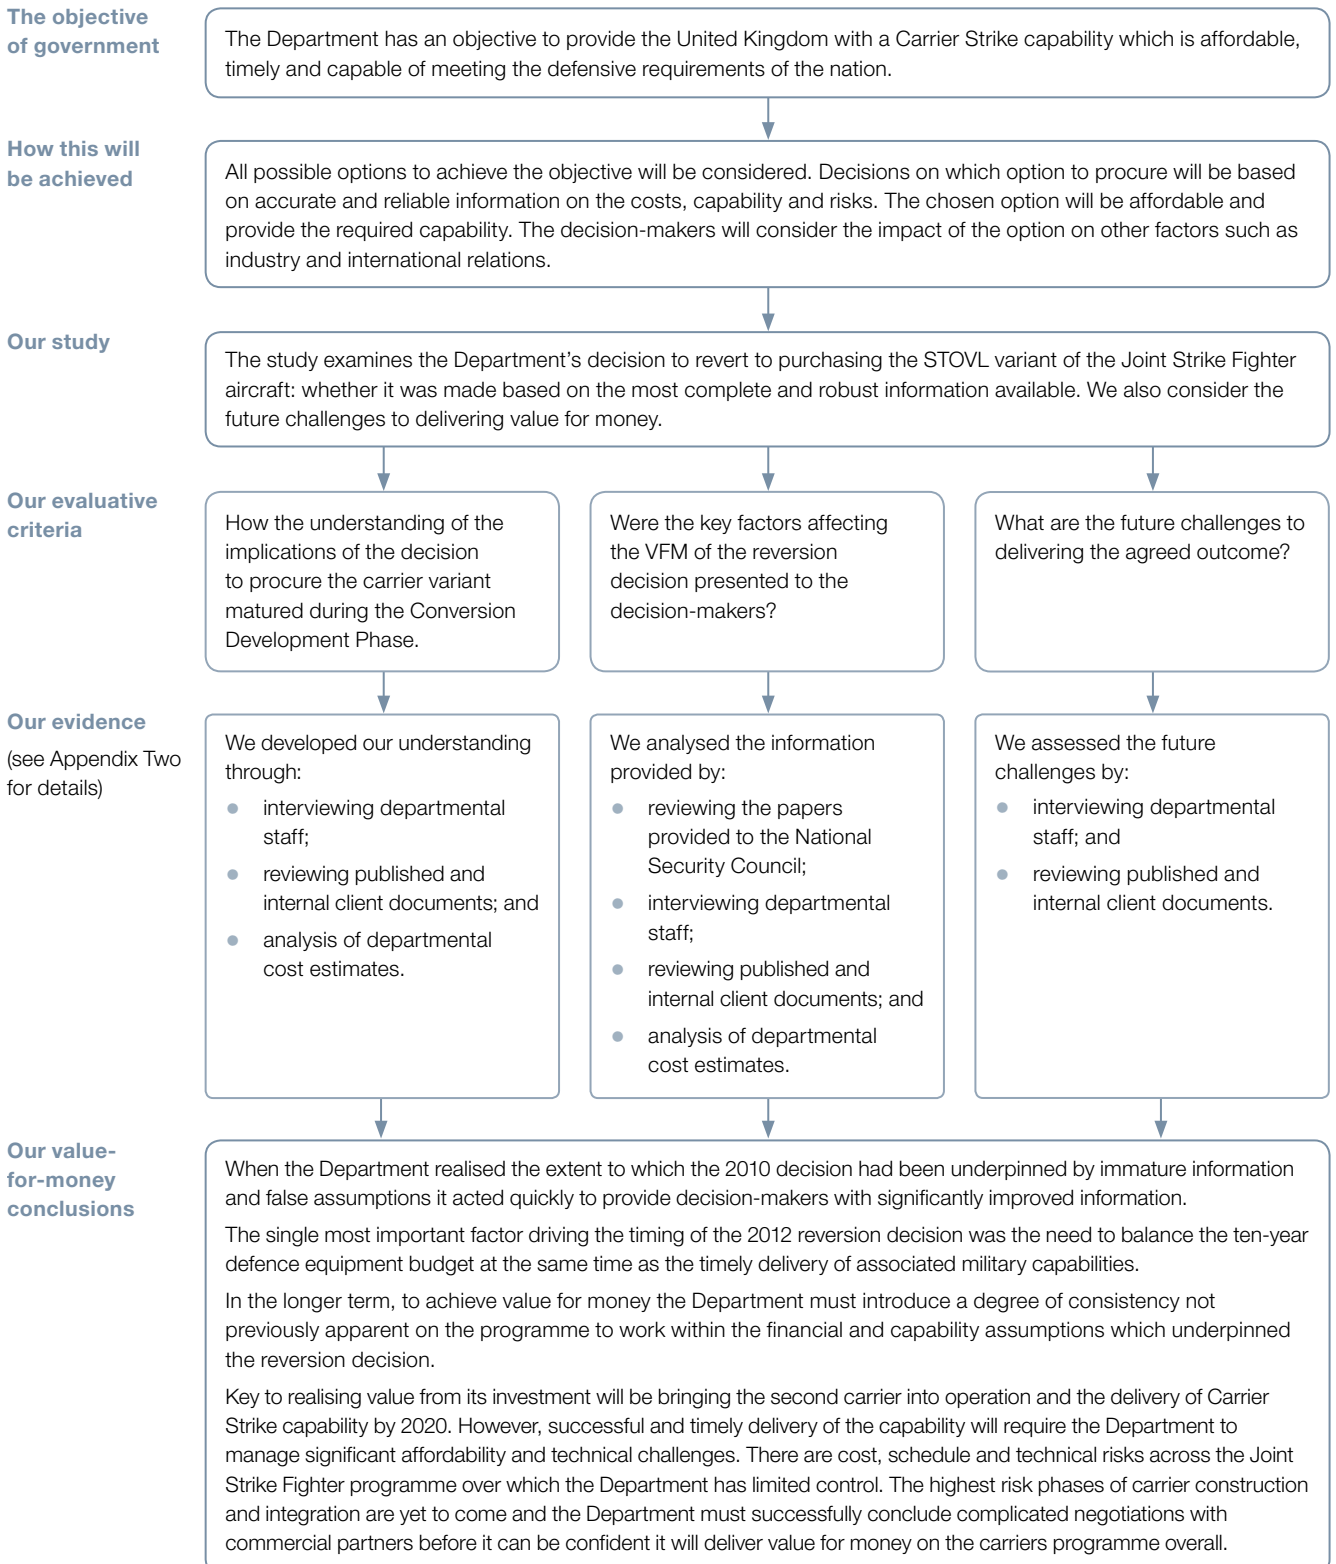 The objective
of government
The Department has an objective to provide the United Kingdom with a Carrier Strike capability which is affordable,
timely and capable of meeting the defensive requirements of the nation.
How this will
be achieved
All possible options to achieve the objective will be considered. Decisions on which option to procure will be based
on accurate and reliable information on the costs, capability and risks. The chosen option will be affordable and
provide the required capability. The decision-makers will consider the impact of the option on other factors such as
industry and international relations.
Our study
The study examines the Department's decision to revert to purchasing the STOVL variant of the Joint Strike Fighter
aircraft: whether it was made based on the most complete and robust information available. We also consider the
future challenges to delivering value for money.
Our evaluative
criteria
How the understanding of the
implications of the decision
to procure the carrier variant
matured during the Conversion
Development Phase.
Were the key factors affecting
the VFM of the reversion
decision presented to the
decision-makers?
What are the future challenges to
delivering the agreed outcome?
Our evidence
(see Appendix Two
for details)
We developed our understanding
through:
● interviewing departmental
staff;
● reviewing published and
internal client documents; and
● analysis of departmental
cost estimates.
We analysed the information
provided by:
● reviewing the papers
provided to the National
Security Council;
● interviewing departmental
staff;
● reviewing published and
internal client documents; and
● analysis of departmental
cost estimates.
We assessed the future
challenges by:
● interviewing departmental
staff; and
● reviewing published and
internal client documents.
Our value-
for-money
conclusions
When the Department realised the extent to which the 2010 decision had been underpinned by immature information
and false assumptions it acted quickly to provide decision-makers with significantly improved information.
The single most important factor driving the timing of the 2012 reversion decision was the need to balance the ten-year
defence equipment budget at the same time as the timely delivery of associated military capabilities.
In the longer term, to achieve value for money the Department must introduce a degree of consistency not
previously apparent on the programme to work within the financial and capability assumptions which underpinned
the reversion decision.
Key to realising value from its investment will be bringing the second carrier into operation and the delivery of Carrier
Strike capability by 2020. However, successful and timely delivery of the capability will require the Department to
manage significant affordability and technical challenges. There are cost, schedule and technical risks across the Joint
Strike Fighter programme over which the Department has limited control. The highest risk phases of carrier construction
and integration are yet to come and the Department must successfully conclude complicated negotiations with
commercial partners before it can be confident it will deliver value for money on the carriers programme overall.